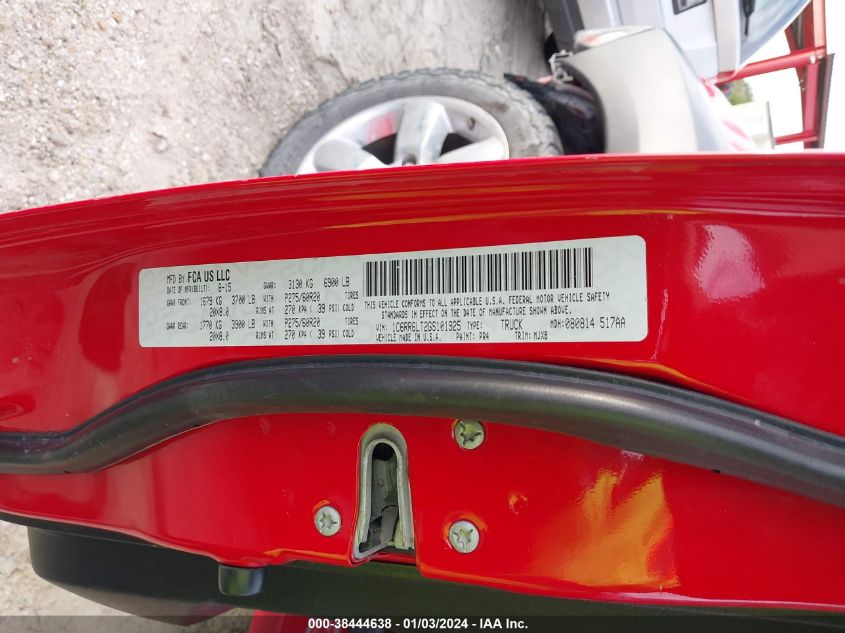 MFD BY FCA US LLC
DATE OF MFR(BUILT): 8-15 GVWR: 3130 KG 6900 LB
GAWR FRONT: 1679 KG 3700 LB WITH P275/60R20 TIRES
20X8.0 RIMS AT 270 KPA ( 39 PSI) COLD
GAWR REAR: 1770 KG 3900 LB WITH P275/60R20 TIRES
20X8.0 RIMS AT 270 KPA ( 39 PSI) COLD
THIS VEHICLE CONFORMS TO ALL APPLICABLE U.S.A. FEDERAL MOTOR VEHICLE SAFETY
STANDARDS IN EFFECT ON THE DATE OF MANUFACTURE SHOWN ABOVE.
VIN: 1C6RR6LT2GS101925 TYPE: TRUCK MDH: 080814 517AA
VEHICLE MADE IN U.S.A. PAINT: PR4 TRIM: MJX8
000-38444638 - 01/03/2024 - IAA Inc.